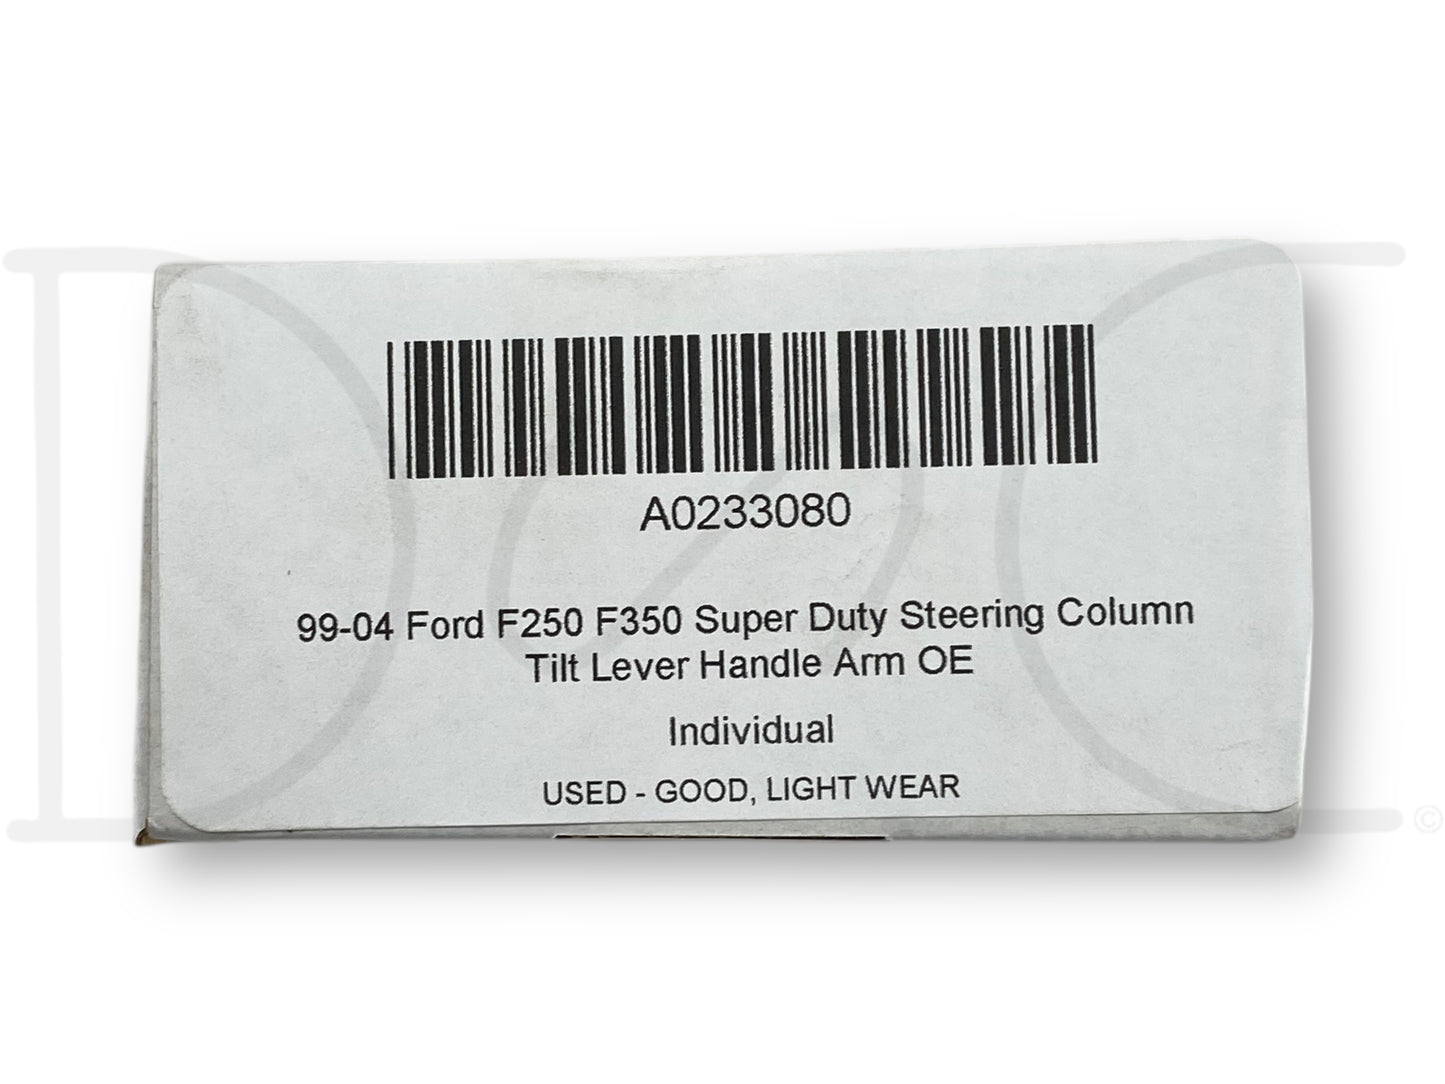 A0233080
99-04 Ford F250 F350 Super Duty Steering Column
Tilt Lever Handle Arm OE
Individual
USED - GOOD, LIGHT WEAR
©